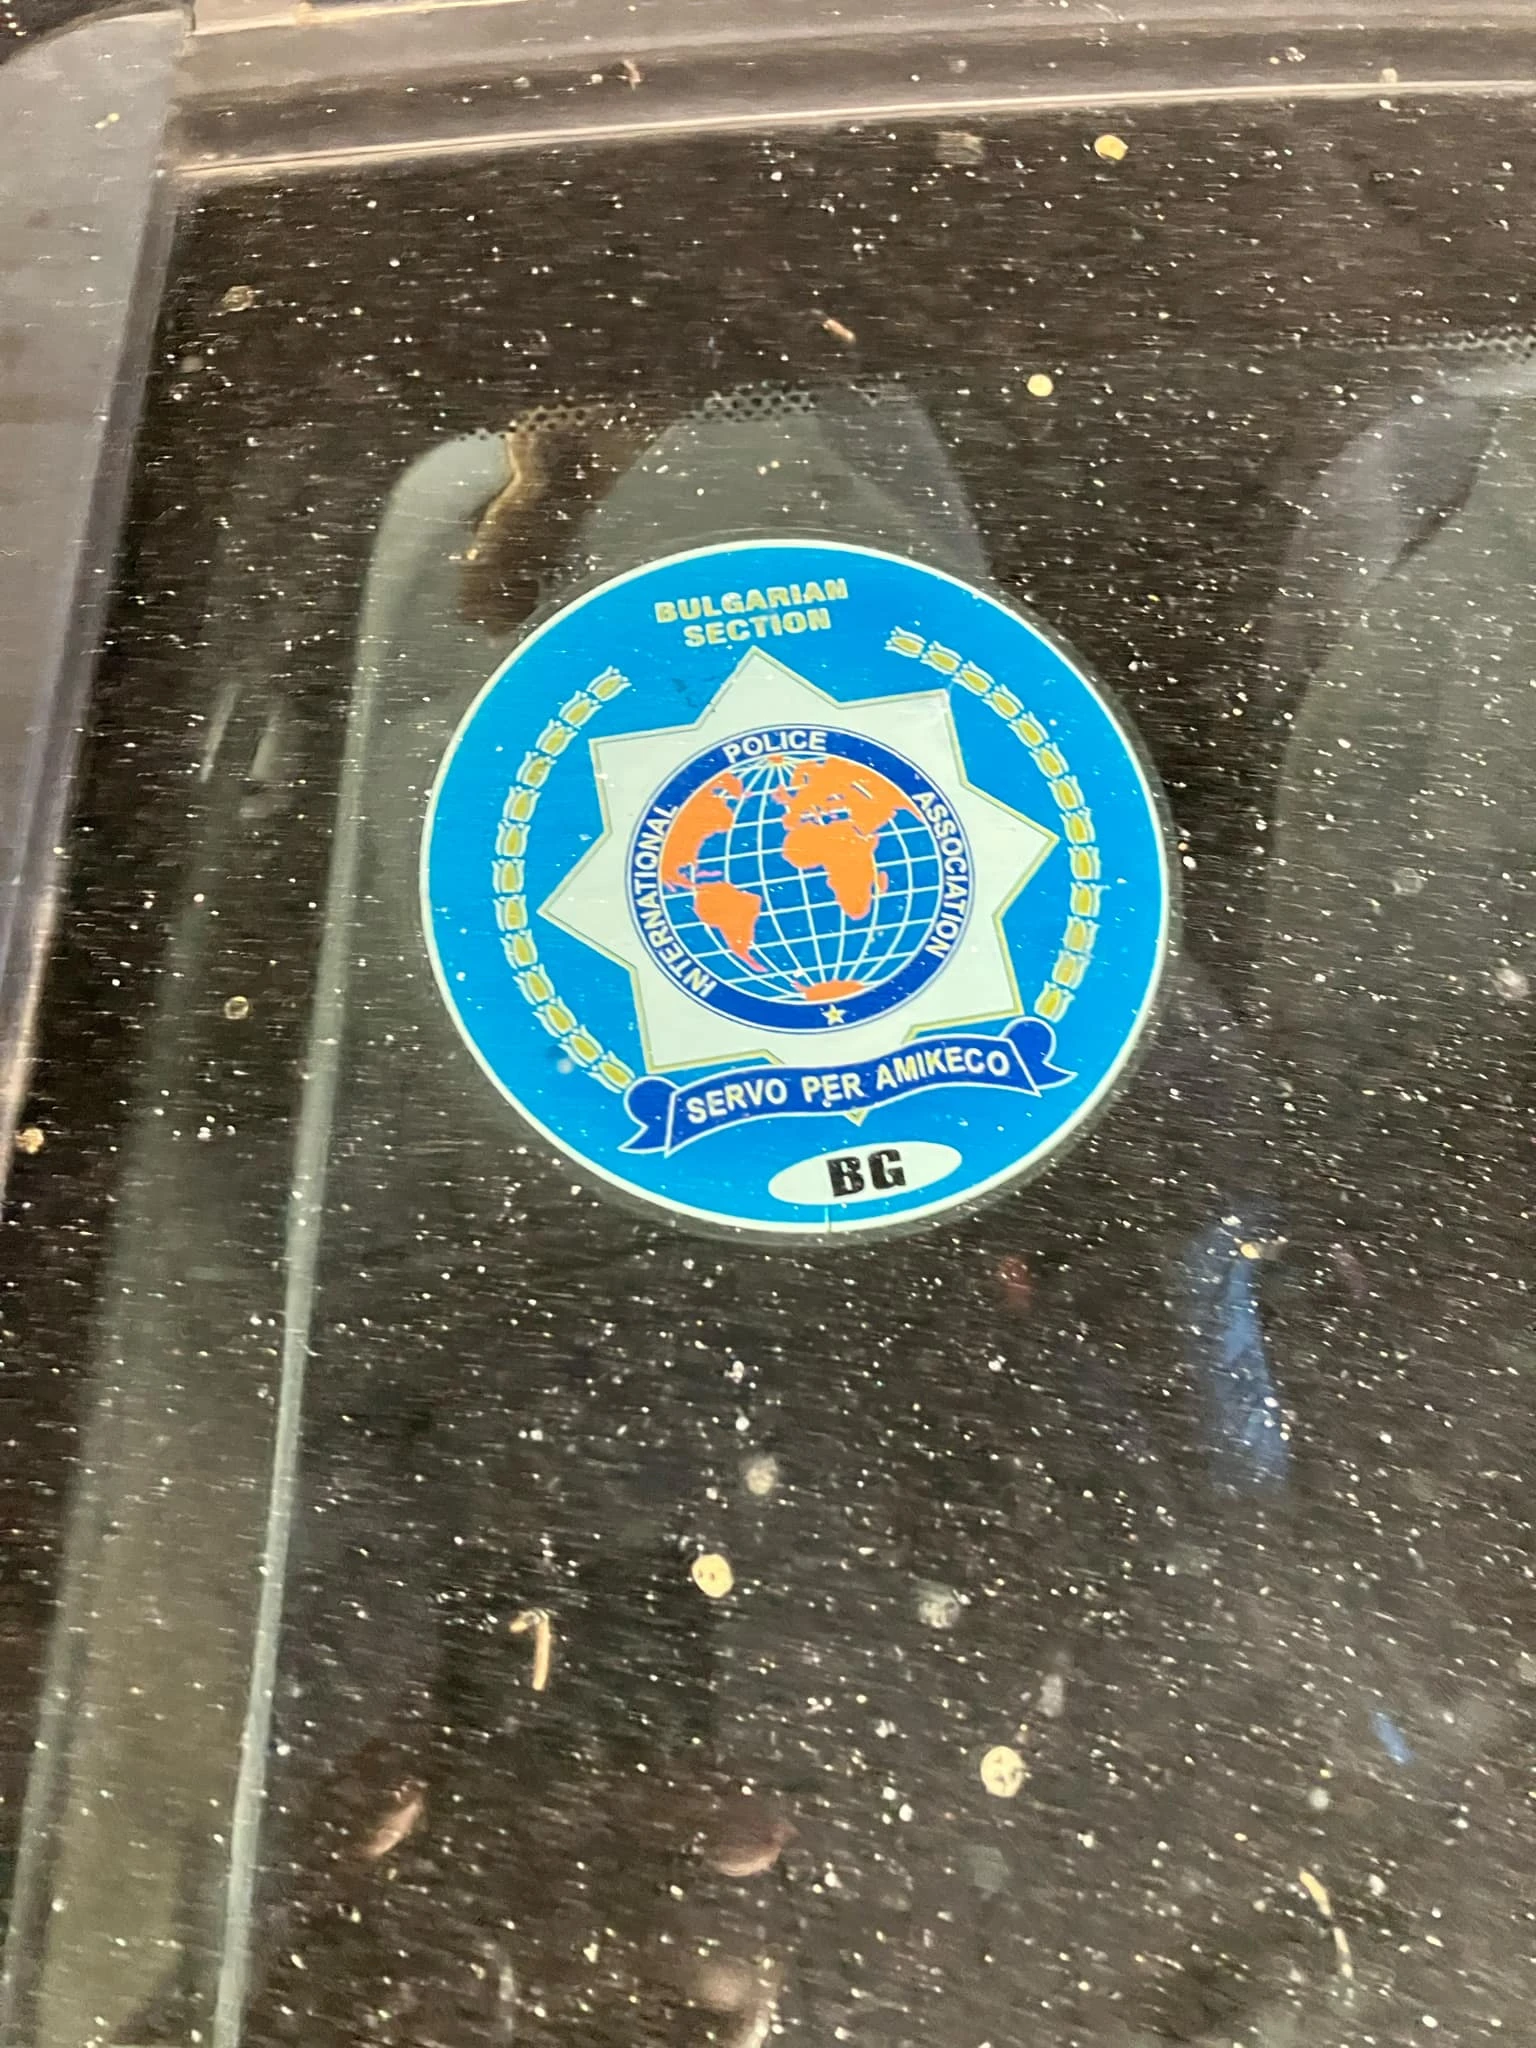 BULGARIAN
SECTION
INTERNATIONAL POLICE ASSOCIATION
SERVO PER AMIKECO
BG